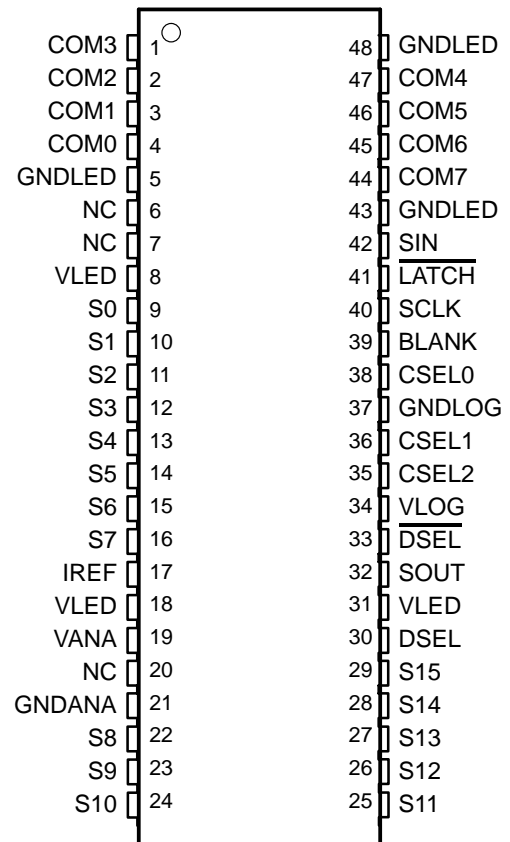 COM3 1 48 GNDLED
COM2 2 47 COM4
COM1 3 46 COM5
COM0 4 45 COM6
GNDLED 5 44 COM7
NC 6 43 GNDLED
NC 7 42 SIN
VLED 8 41 L̅A̅T̅C̅H̅
S0 9 40 SCLK
S1 10 39 BLANK
S2 11 38 CSEL0
S3 12 37 GNDLOG
S4 13 36 CSEL1
S5 14 35 CSEL2
S6 15 34 VLOG
S7 16 33 D̅S̅E̅L̅
IREF 17 32 SOUT
VLED 18 31 VLED
VANA 19 30 DSEL
NC 20 29 S15
GNDANA 21 28 S14
S8 22 27 S13
S9 23 26 S12
S10 24 25 S11